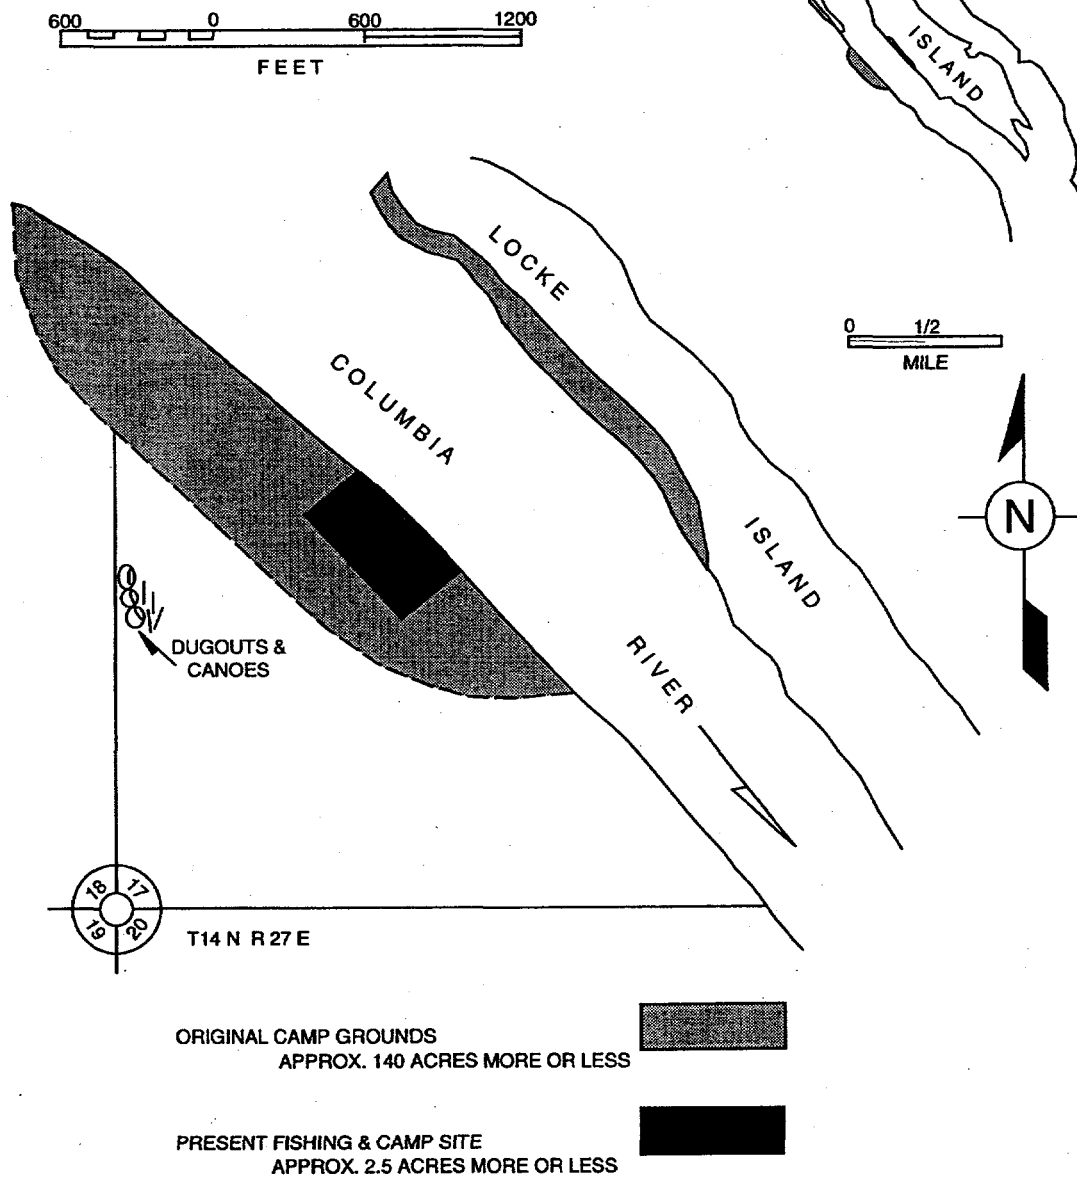 600 0 600 1200
FEET
ISLAND
LOCKE
ISLAND
COLUMBIA
RIVER
0 1/2
MILE
N
DUGOUTS &
CANOES
18 17
19 20
T14 N R 27 E
ORIGINAL CAMP GROUNDS
APPROX. 140 ACRES MORE OR LESS
PRESENT FISHING & CAMP SITE
APPROX. 2.5 ACRES MORE OR LESS